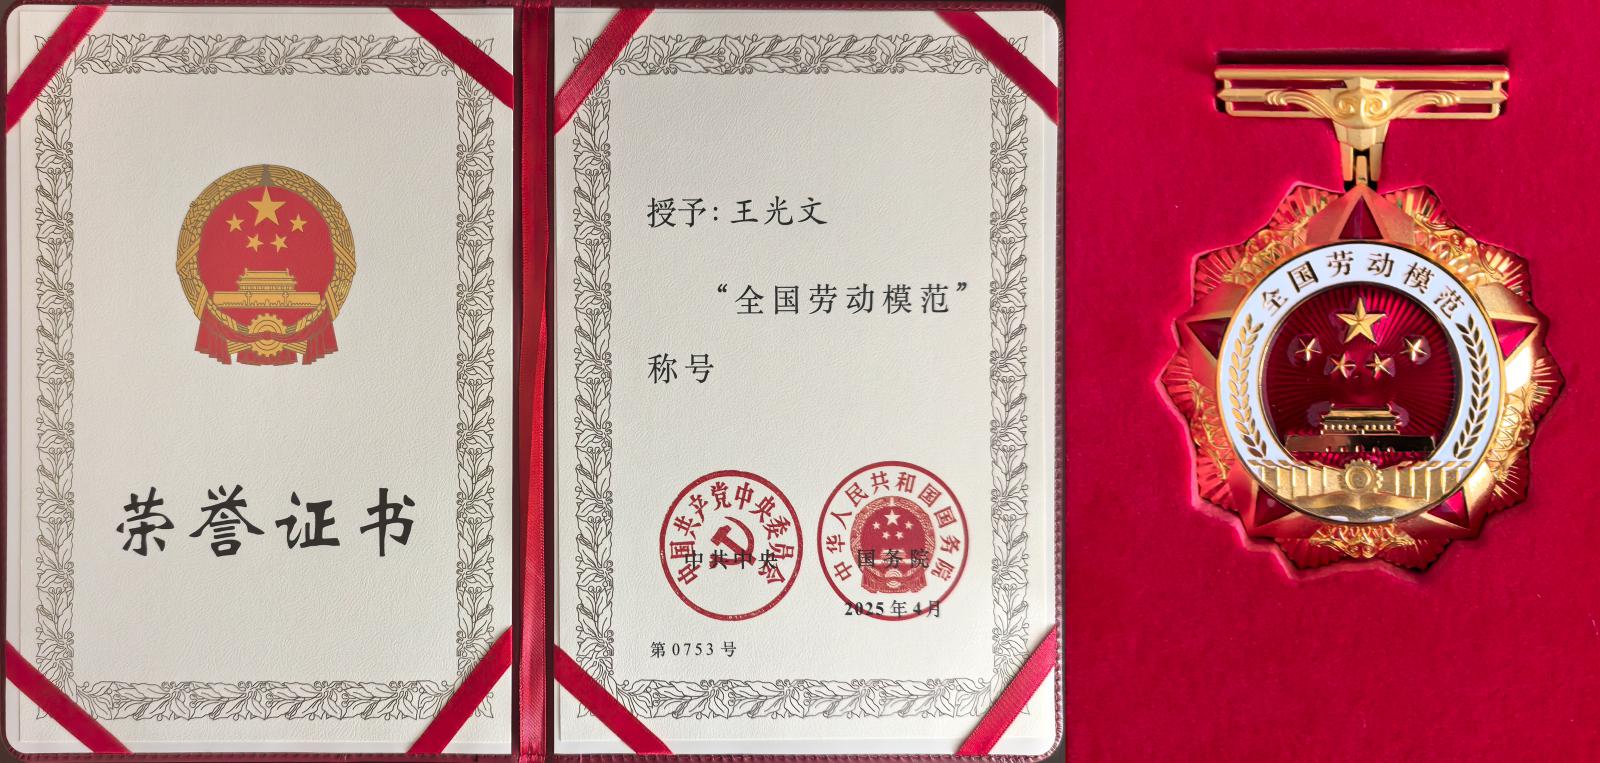 荣誉证书
授予：王光文
“全国劳动模范”
称号
中国共产党中央委员会
中共中央
中华人民共和国国务院
国务院
2025年4月
第0753号
全国劳动模范